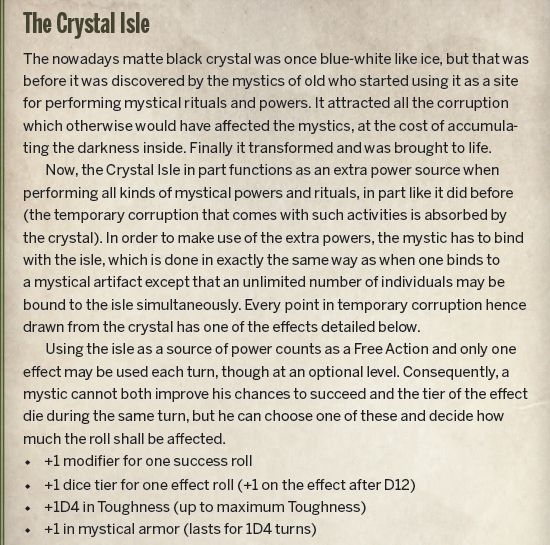 The Crystal Isle
The nowadays matte black crystal was once blue-white like ice, but that was
before it was discovered by the mystics of old who started using it as a site
for performing mystical rituals and powers. It attracted all the corruption
which otherwise would have affected the mystics, at the cost of accumula-
ting the darkness inside. Finally it transformed and was brought to life.
Now, the Crystal Isle in part functions as an extra power source when
performing all kinds of mystical powers and rituals, in part like it did before
(the temporary corruption that comes with such activities is absorbed by
the crystal). In order to make use of the extra powers, the mystic has to bind
with the isle, which is done in exactly the same way as when one binds to
a mystical artifact except that an unlimited number of individuals may be
bound to the isle simultaneously. Every point in temporary corruption hence
drawn from the crystal has one of the effects detailed below.
Using the isle as a source of power counts as a Free Action and only one
effect may be used each turn, though at an optional level. Consequently, a
mystic cannot both improve his chances to succeed and the tier of the effect
die during the same turn, but he can choose one of these and decide how
much the roll shall be affected.
⬩ +1 modifier for one success roll
⬩ +1 dice tier for one effect roll (+1 on the effect after D12)
⬩ +1D4 in Toughness (up to maximum Toughness)
⬩ +1 in mystical armor (lasts for 1D4 turns)